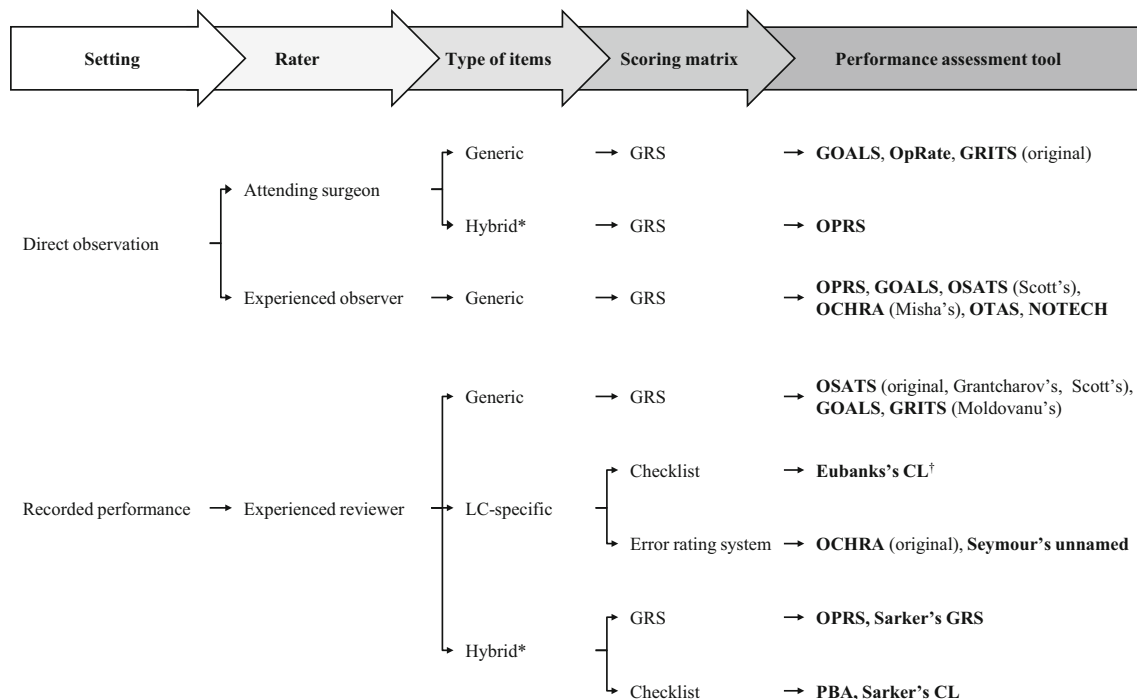 Setting
Rater
Type of items
Scoring matrix
Performance assessment tool
Generic
GRS
GOALS, OpRate, GRITS (original)
Attending surgeon
Hybrid*
GRS
OPRS
Direct observation
Experienced observer
Generic
GRS
OPRS, GOALS, OSATS (Scott's),
OCHRA (Misha's), OTAS, NOTECH
Generic
GRS
OSATS (original, Grantcharov's, Scott's),
GOALS, GRITS (Moldovanu's)
Checklist
Eubanks's CL†
Recorded performance
Experienced reviewer
LC-specific
Error rating system
OCHRA (original), Seymour's unnamed
GRS
OPRS, Sarker's GRS
Hybrid*
Checklist
PBA, Sarker's CL